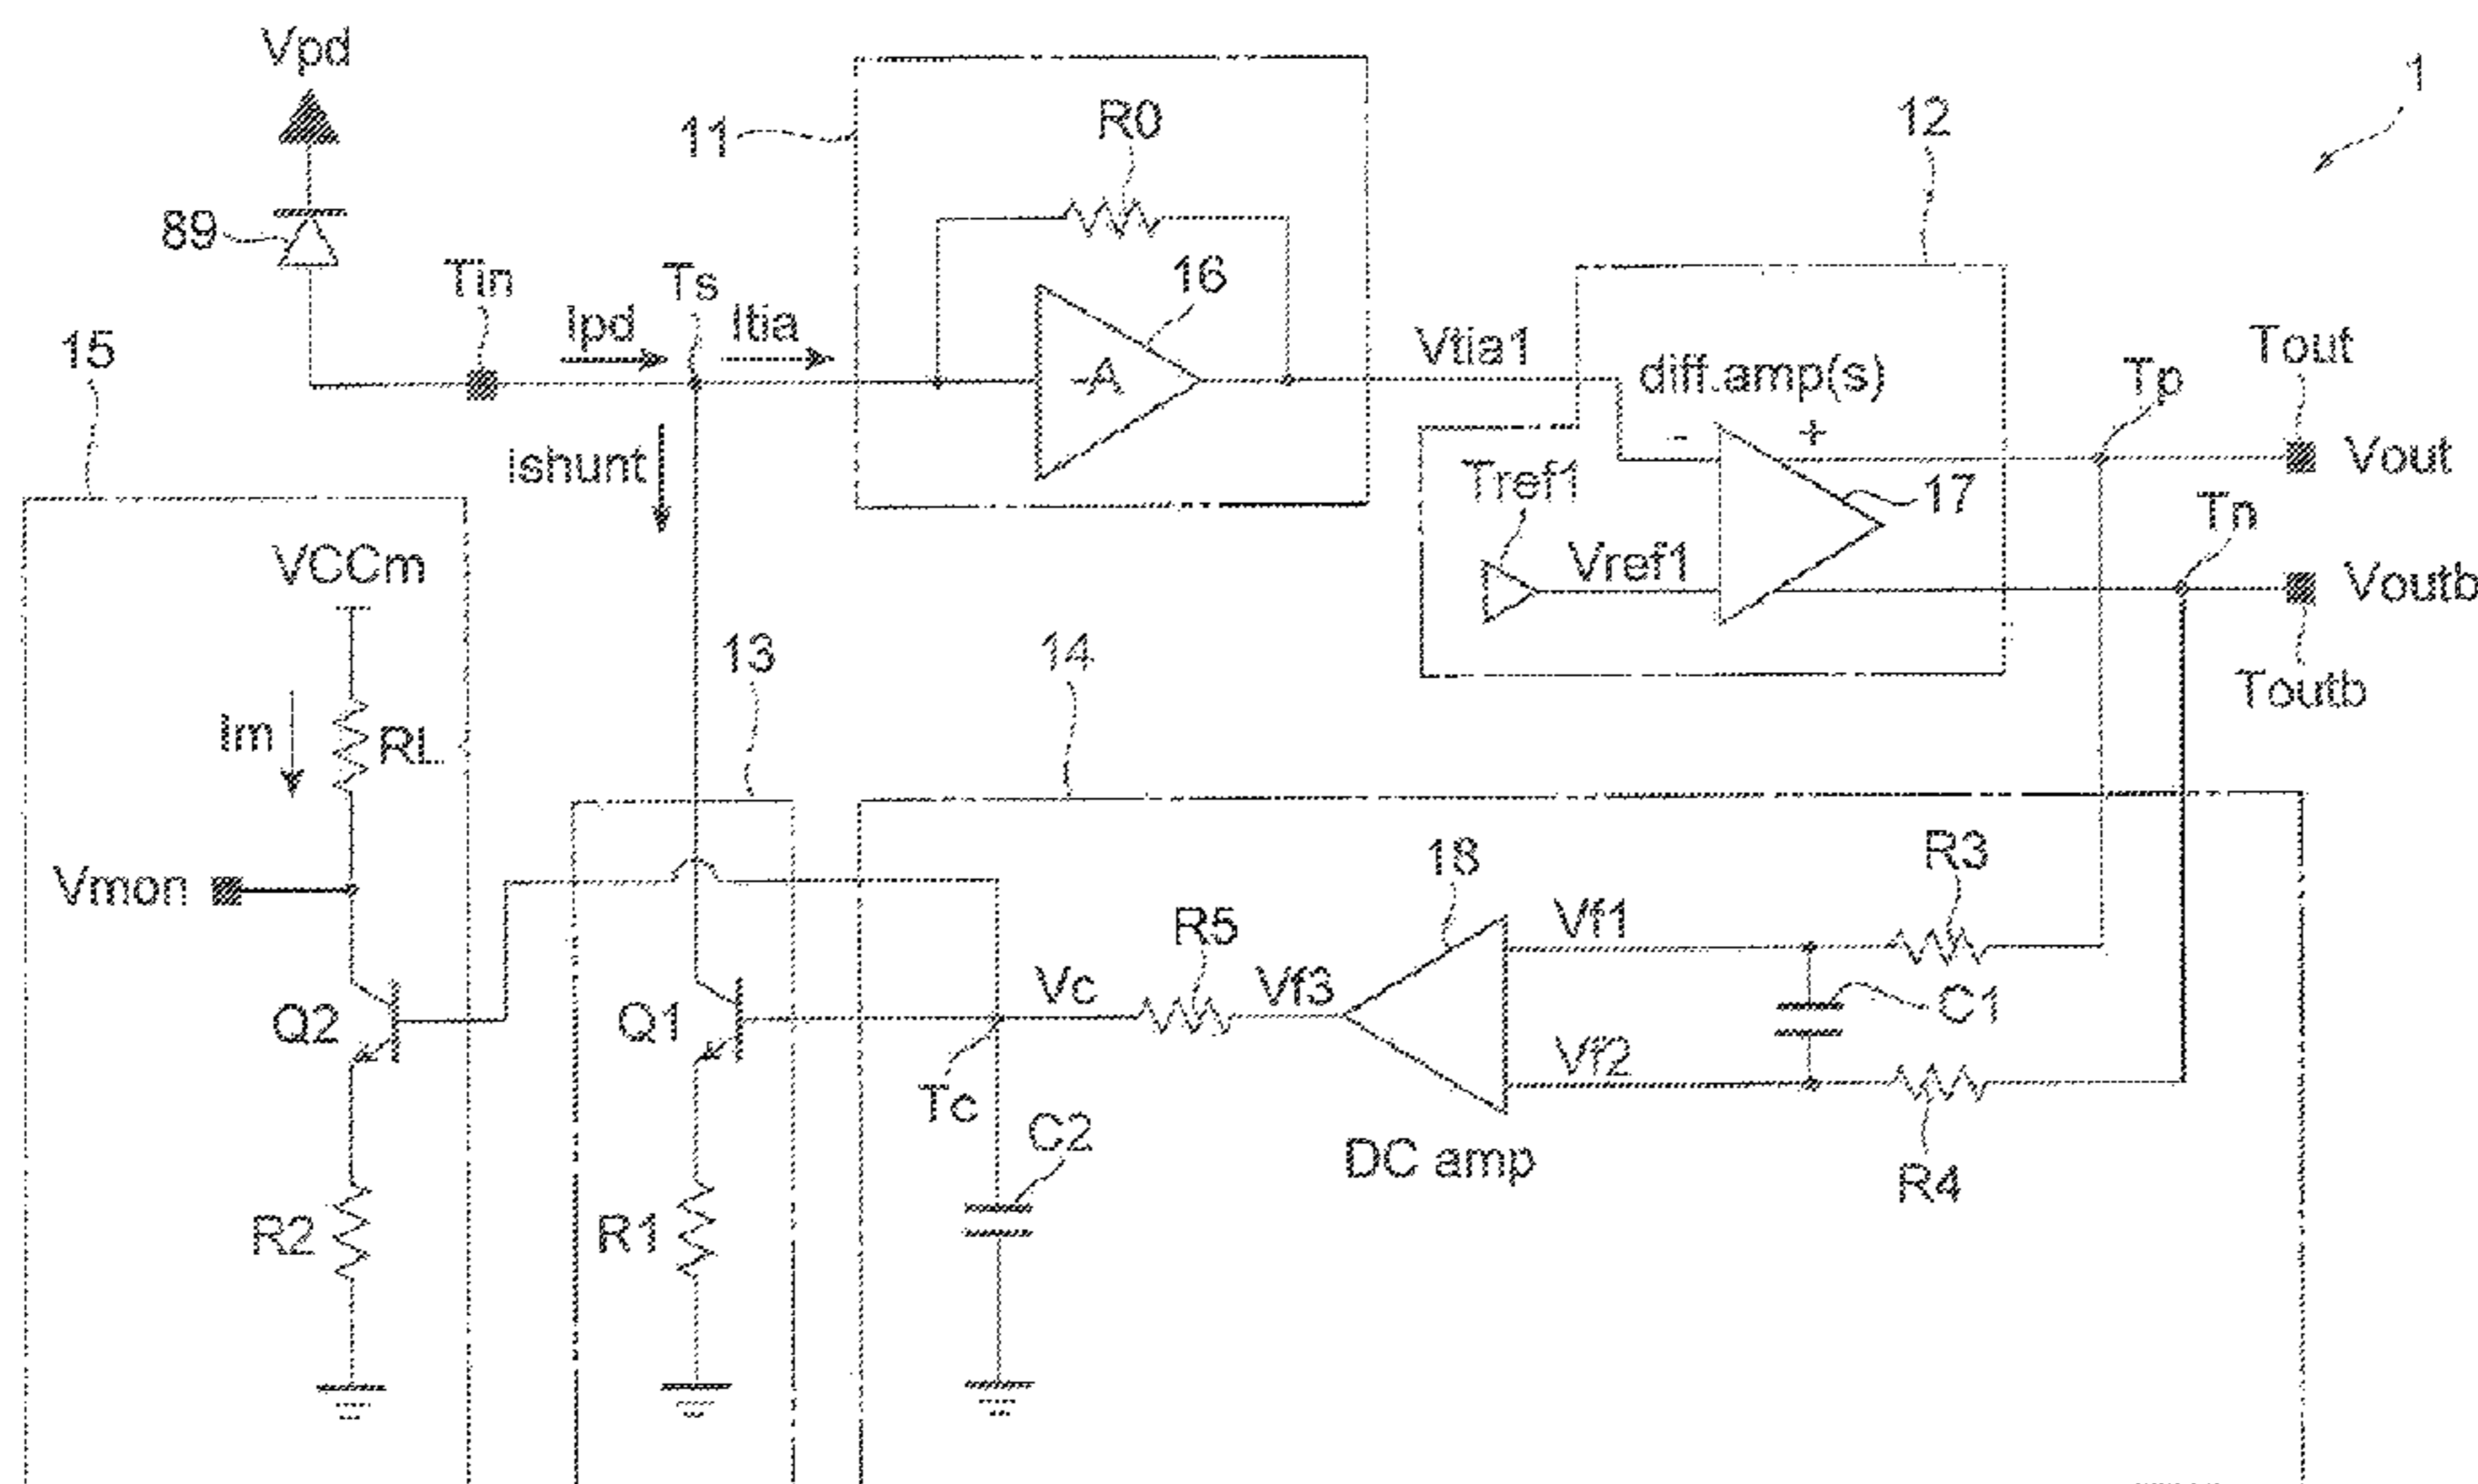 Vpd
1
11
R0
12
89
Tin
Ts
16
15
Ipd
Itia
Vtia1
Tout
diff.amp(s)
Tp
-A
- +
Ishunt
Vout
Tref1
17
Tn
VCCm
Vref1
Voutb
13
14
Toutb
Im
RL
18
R3
Vmon
Vf1
R5
Vc
Vf3
C1
Q2
Q1
Vf2
Tc
C2
DC amp
R4
R2
R1